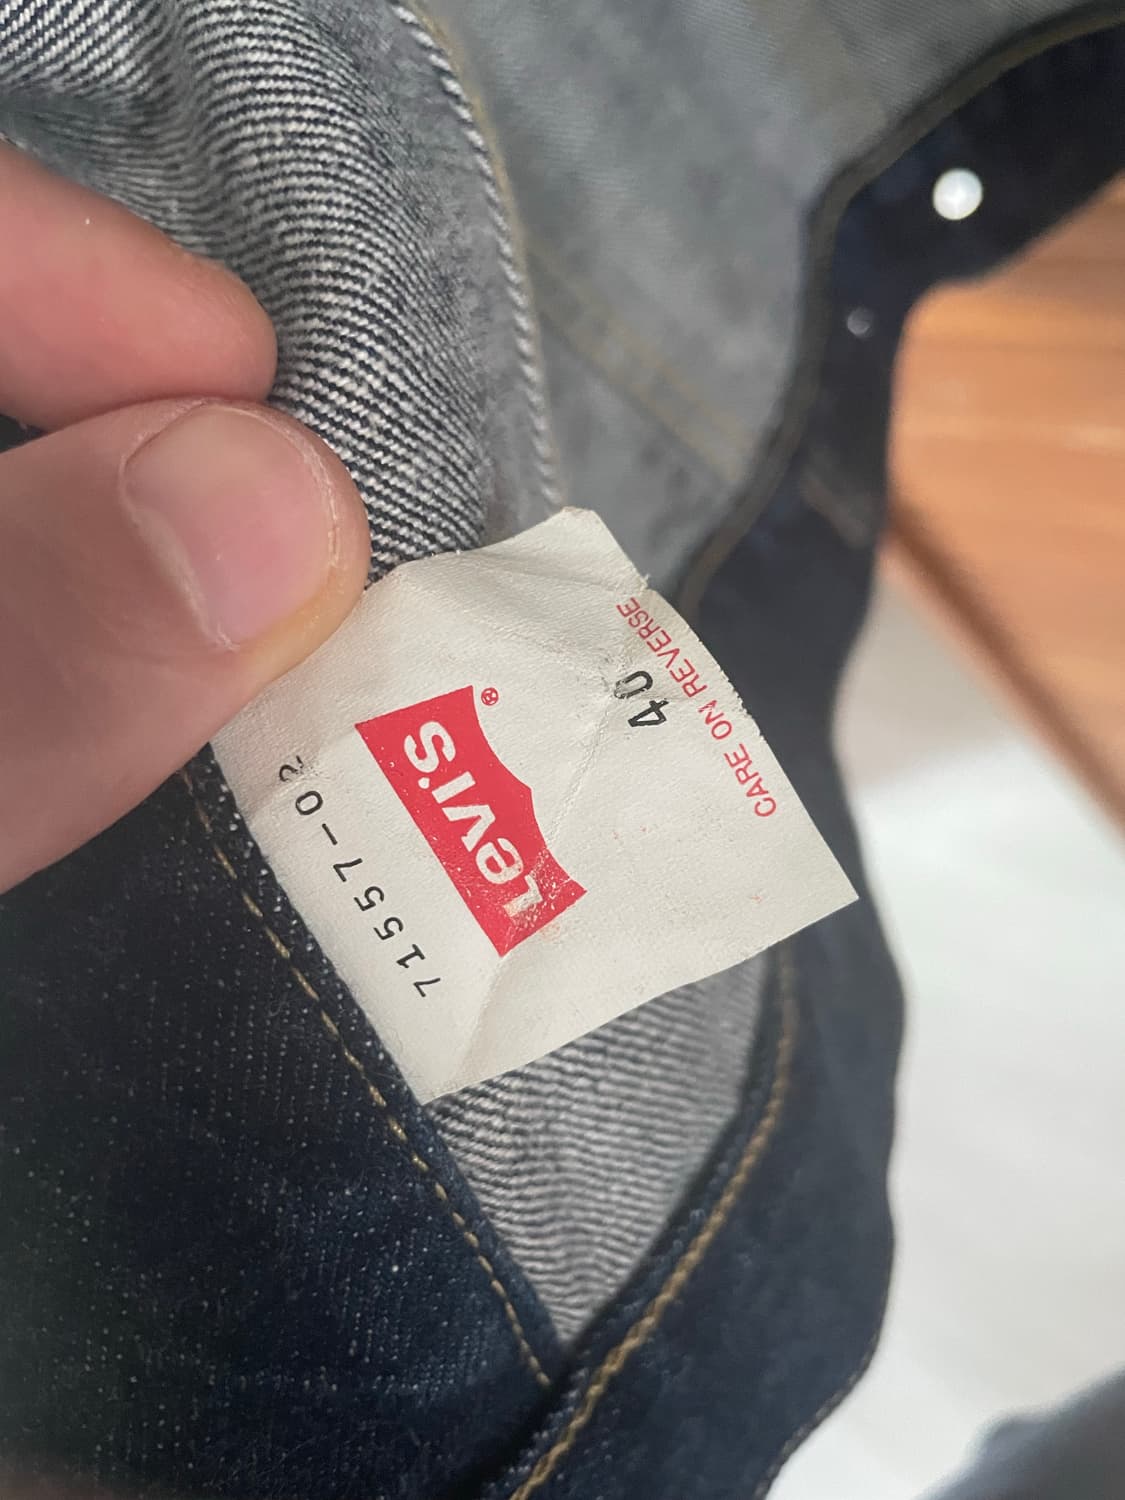 71557-02
Levi's®
40
CARE ON REVERSE